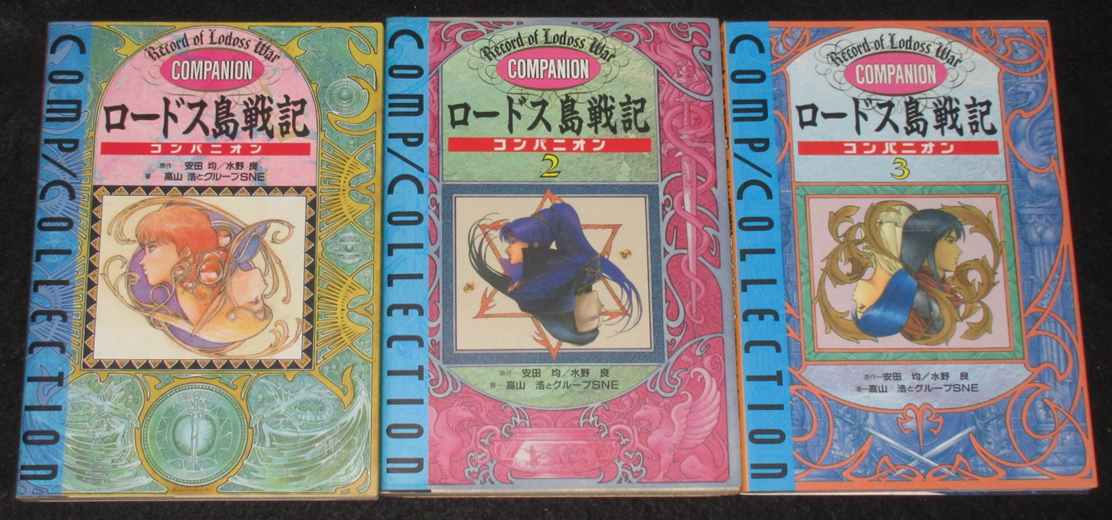 COMP/COLLECTION
Record of Lodoss War
COMPANION
ロードス島戦記
コンパニオン
原作 安田 均/水野 良
著 高山 浩とグループSNE
COMP/COLLECTION
Record of Lodoss War
COMPANION
ロードス島戦記
コンパニオン
2
原作 安田 均/水野 良
著 高山 浩とグループSNE
COMP/COLLECTION
Record of Lodoss War
COMPANION
ロードス島戦記
コンパニオン
3
原作 安田 均/水野 良
著 高山 浩とグループSNE